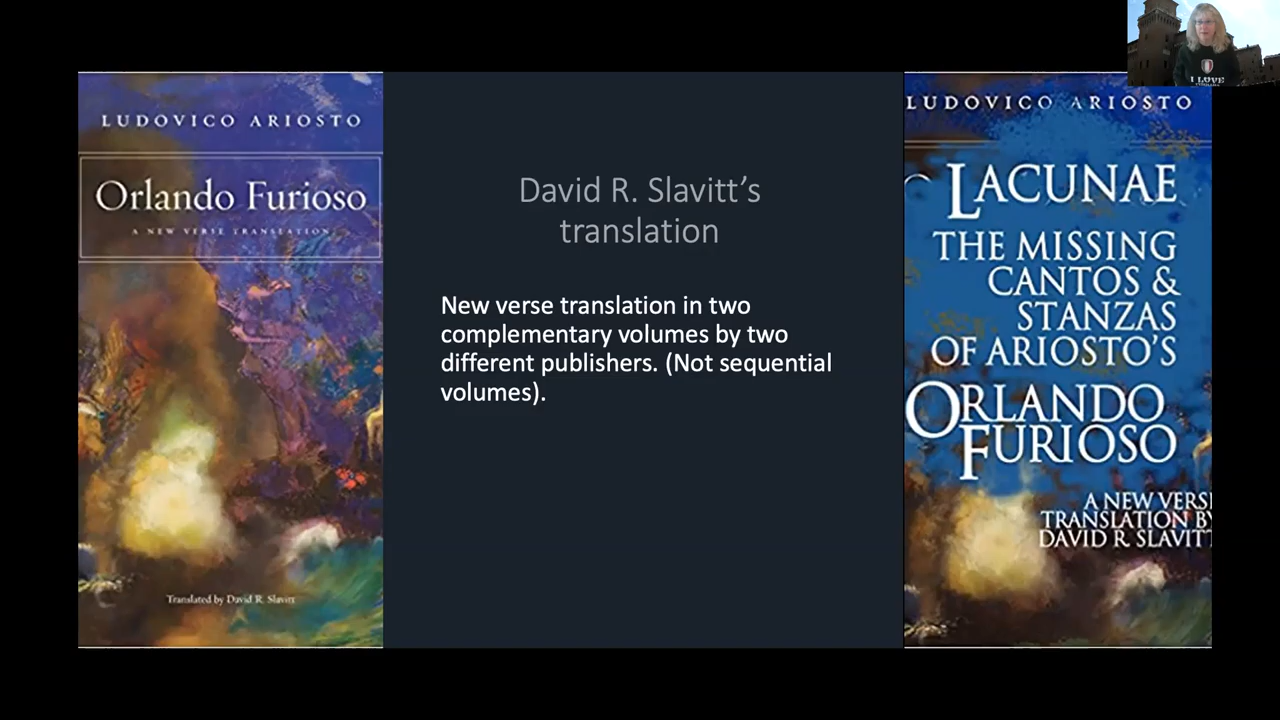 LUDOVICO ARIOSTO
Orlando Furioso
A NEW VERSE TRANSLATION
Translated by David R. Slavitt
David R. Slavitt’s
translation
New verse translation in two
complementary volumes by two
different publishers. (Not sequential
volumes).
I LOVE
LUDOVICO ARIOSTO
LACUNAE
THE MISSING
CANTOS &
STANZAS
OF ARIOSTO'S
ORLANDO
FURIOSO
A NEW VERS
TRANSLATION BY
DAVID R. SLAVITT